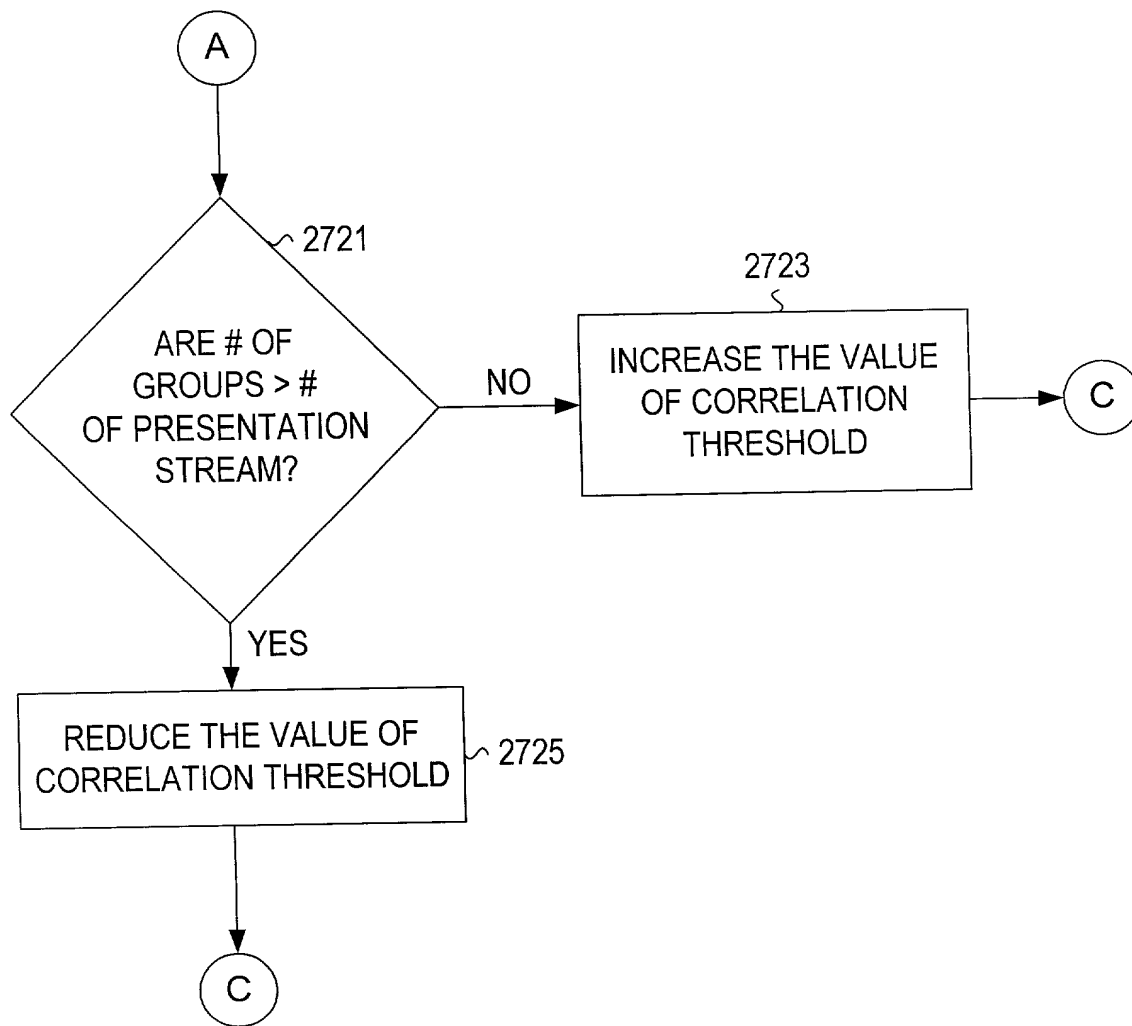 A
2721
ARE # OF
GROUPS > #
OF PRESENTATION
STREAM?
NO
2723
INCREASE THE VALUE
OF CORRELATION
THRESHOLD
C
YES
REDUCE THE VALUE OF
CORRELATION THRESHOLD
2725
C